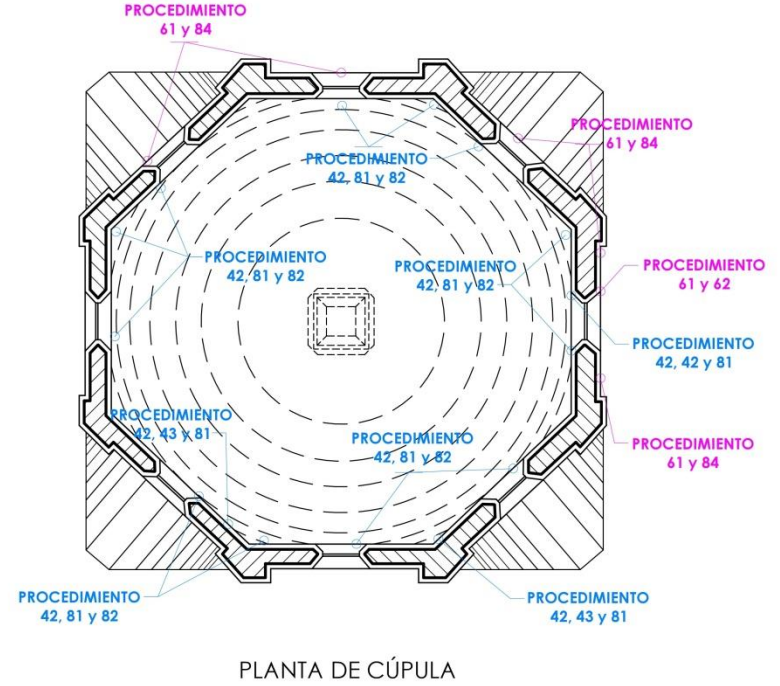 PROCEDIMIENTO
61 y 84
PROCEDIMIENTO
61 y 84
PROCEDIMIENTO
42, 81 y 82
PROCEDIMIENTO
42, 81 y 82
PROCEDIMIENTO
42, 81 y 82
PROCEDIMIENTO
61 y 62
PROCEDIMIENTO
42, 42 y 81
PROCEDIMIENTO
42, 43 y 81
PROCEDIMIENTO
42, 81 y 82
PROCEDIMIENTO
61 y 84
PROCEDIMIENTO
42, 81 y 82
PROCEDIMIENTO
42, 43 y 81
PLANTA DE CÚPULA